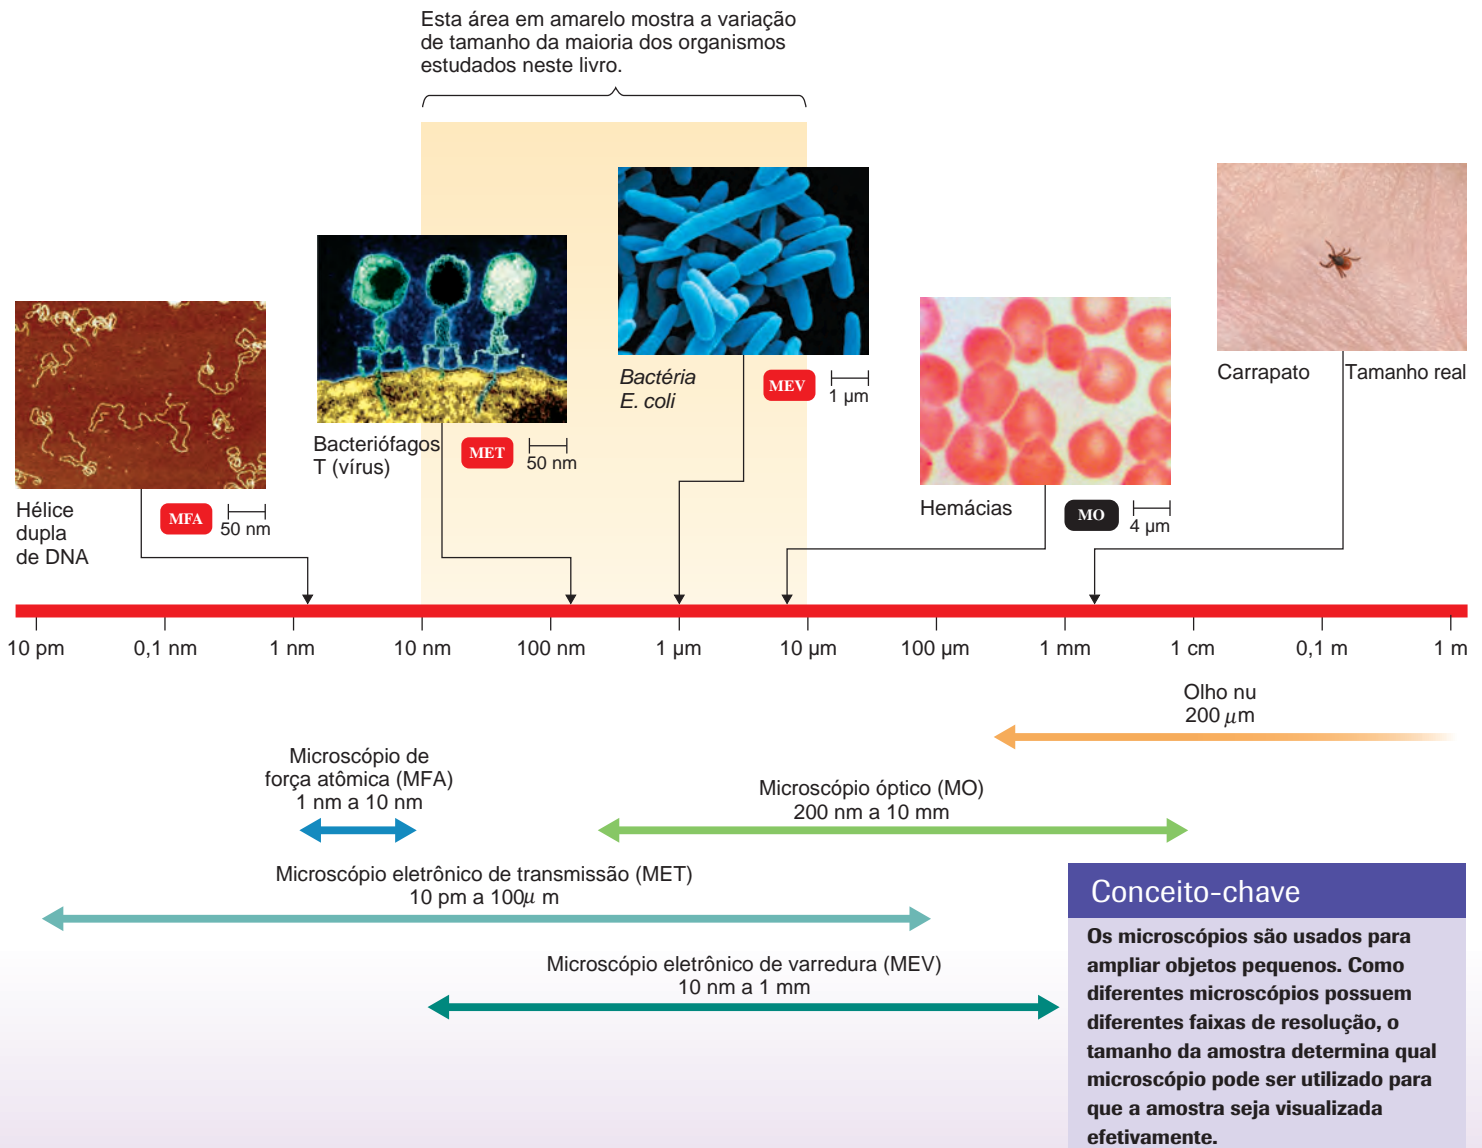 Esta área em amarelo mostra a variação
de tamanho da maioria dos organismos
estudados neste livro.
Hélice
dupla
de DNA
MFA
50 nm
Bacteriófagos
T (vírus)
MET
50 nm
Bactéria
E. coli
MEV
1 µm
Hemácias
MO
4 µm
Carrapato
Tamanho real
10 pm
0,1 nm
1 nm
10 nm
100 nm
1 µm
10 µm
100 µm
1 mm
1 cm
0,1 m
1 m
Olho nu
200 µm
Microscópio de
força atômica (MFA)
1 nm a 10 nm
Microscópio óptico (MO)
200 nm a 10 mm
Microscópio eletrônico de transmissão (MET)
10 pm a 100µ m
Microscópio eletrônico de varredura (MEV)
10 nm a 1 mm
Conceito-chave
Os microscópios são usados para
ampliar objetos pequenos. Como
diferentes microscópios possuem
diferentes faixas de resolução, o
tamanho da amostra determina qual
microscópio pode ser utilizado para
que a amostra seja visualizada
efetivamente.